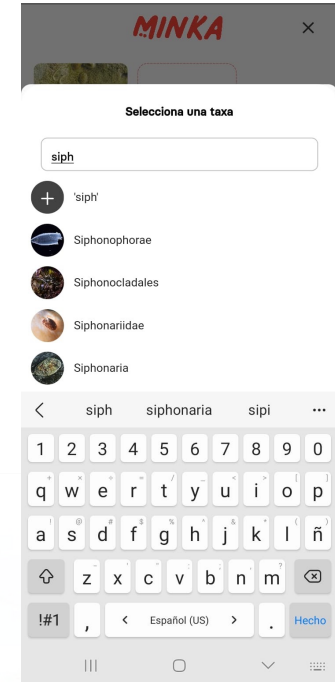 MINKA
Selecciona una taxa
siph
'siph'
Siphonophorae
Siphonocladales
Siphonariidae
Siphonaria
siph siphonaria sipi
1 2 3 4 5 6 7 8 9 0
q w e r t y u i o p
a s d f g h j k l ñ
z x c v b n m
!#1 , Español (US) . Hecho